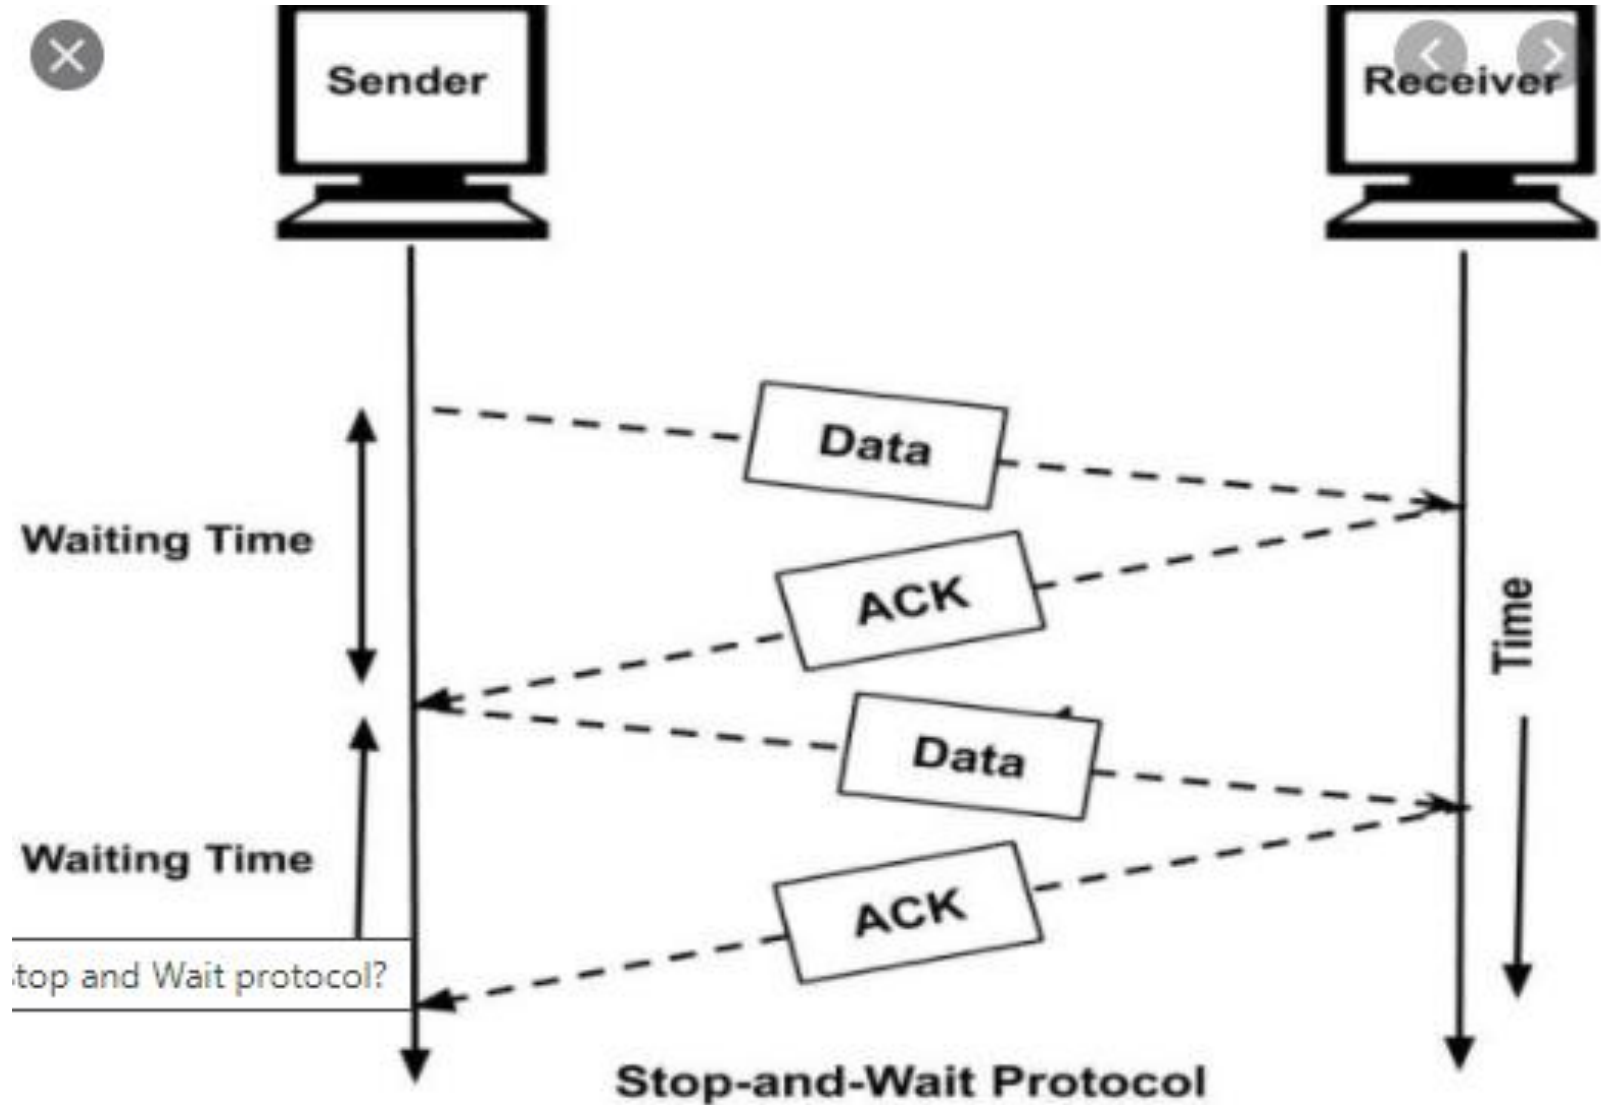 Sender
Receiver
Data
Waiting Time
ACK
Time
Data
Waiting Time
ACK
top and Wait protocol?
Stop-and-Wait Protocol